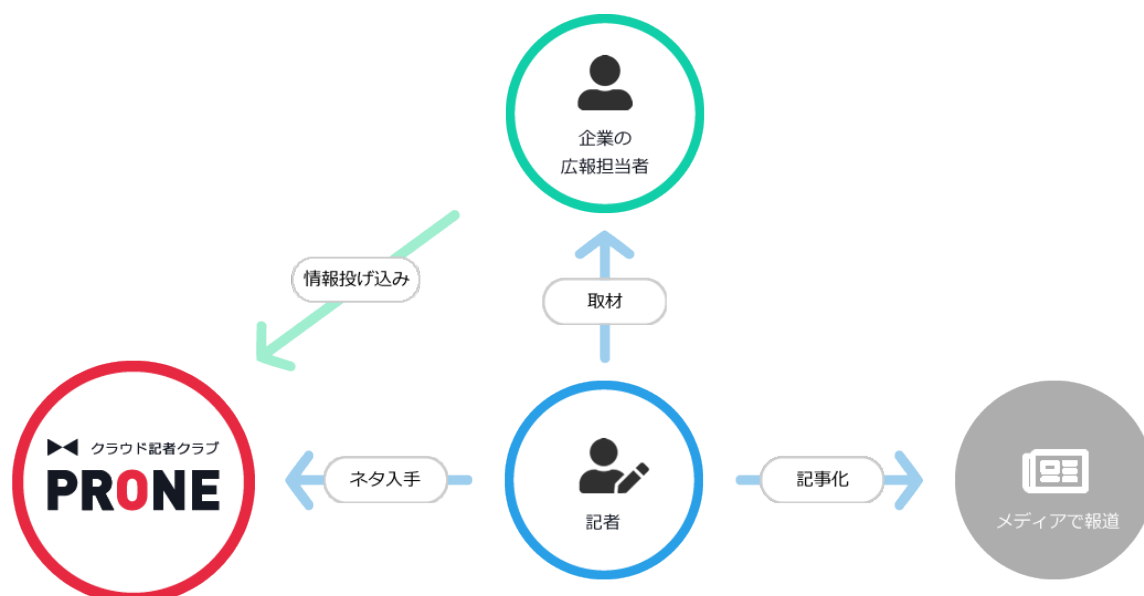 企業の
広報担当者
情報投げ込み
取材
クラウド記者クラブ
PRONE
ネタ入手
記者
記事化
メディアで報道